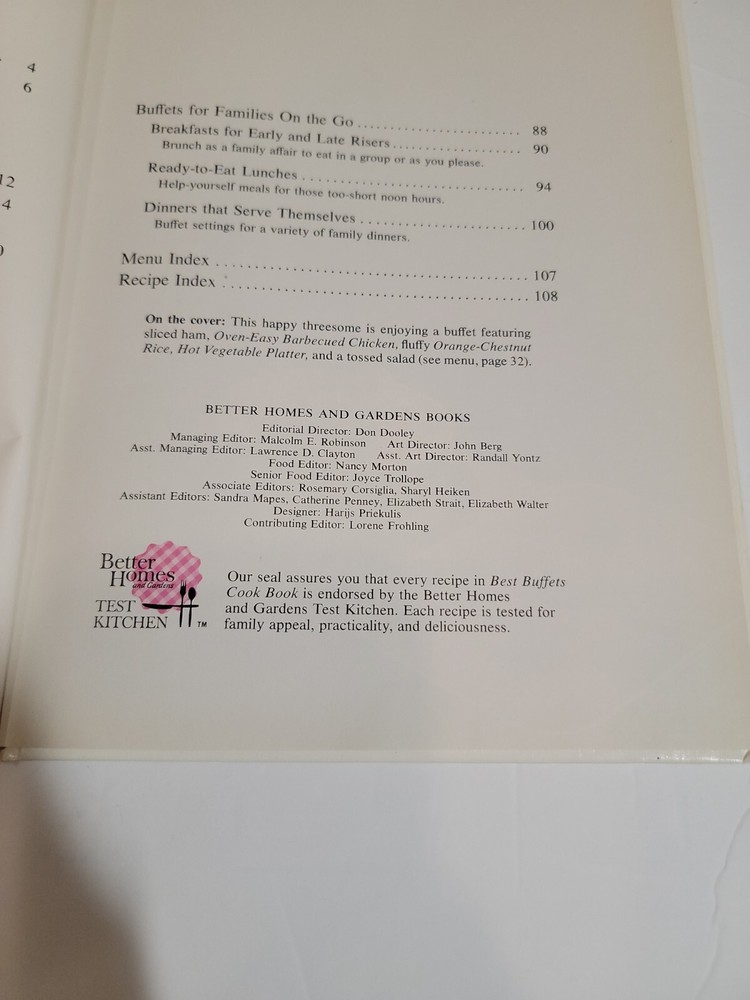 4
6
12
4
Buffets for Families On the Go ........................ 88
Breakfasts for Early and Late Risers ................... 90
Brunch as a family affair to eat in a group or as you please.
Ready-to-Eat Lunches ................................ 94
Help-yourself meals for those too-short noon hours.
Dinners that Serve Themselves ........................ 100
Buffet settings for a variety of family dinners.
Menu Index ........................................ 107
Recipe Index ....................................... 108
On the cover: This happy threesome is enjoying a buffet featuring
sliced ham, Oven-Easy Barbecued Chicken, fluffy Orange-Chestnut
Rice, Hot Vegetable Platter, and a tossed salad (see menu, page 32).
BETTER HOMES AND GARDENS BOOKS
Editorial Director: Don Dooley
Managing Editor: Malcolm E. Robinson Art Director: John Berg
Asst. Managing Editor: Lawrence D. Clayton Asst. Art Director: Randall Yontz
Food Editor: Nancy Morton
Senior Food Editor: Joyce Trollope
Associate Editors: Rosemary Corsiglia, Sharyl Heiken
Assistant Editors: Sandra Mapes, Catherine Penney, Elizabeth Strait, Elizabeth Walter
Designer: Harijs Priekulis
Contributing Editor: Lorene Frohling
Better
Homes
and Gardens
TEST
KITCHEN TM
Our seal assures you that every recipe in Best Buffets
Cook Book is endorsed by the Better Homes
and Gardens Test Kitchen. Each recipe is tested for
family appeal, practicality, and deliciousness.